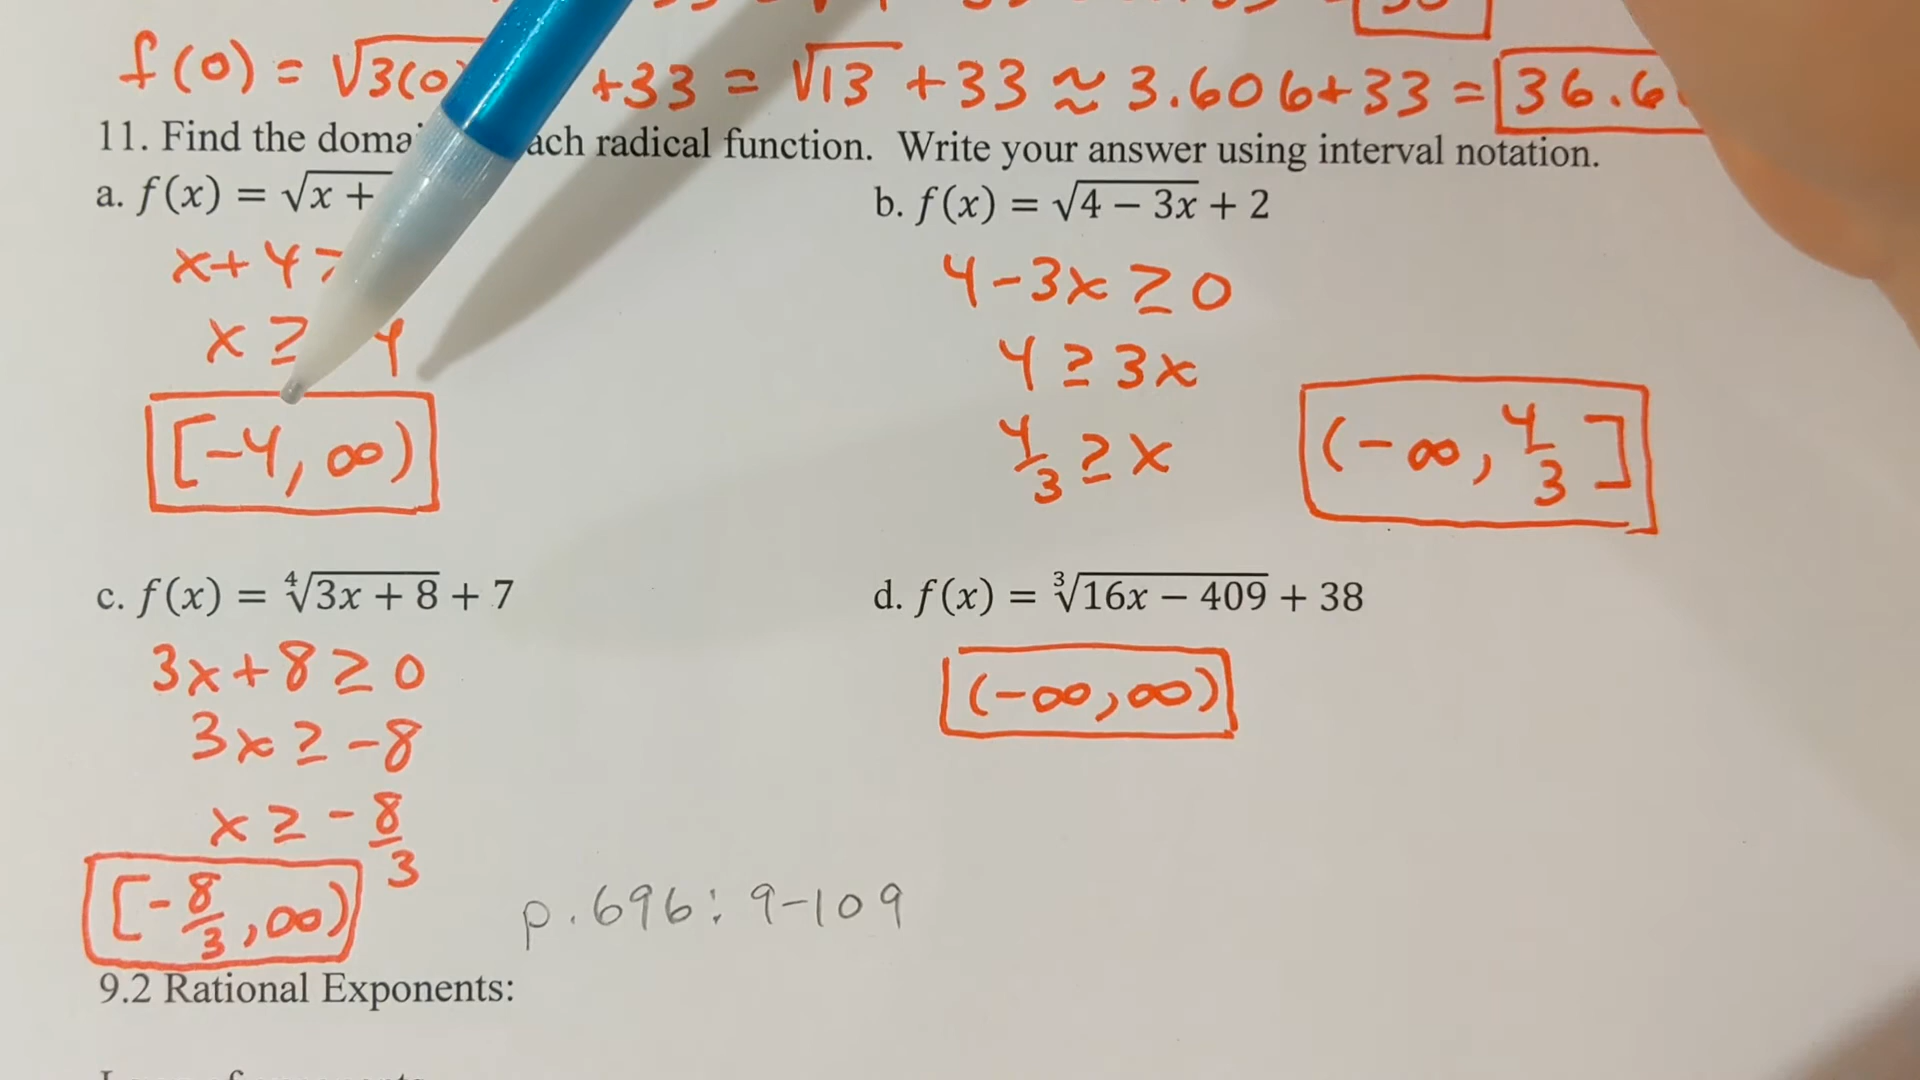 f(0) = √3(0) +33 = √13 +33 ≈ 3.606+33 = 36.6
11. Find the ach radical function. Write your answer using interval notation.
a. f(x) = √x +
b. f(x) = √4 − 3x + 2
x+4
x ≥ 4
[-4, ∞)
4-3x ≥ 0
4 ≥ 3x
4/3 ≥ x
(-∞, 4/3]
c. f(x) = ∜3x + 8 + 7
d. f(x) = ∛16x − 409 + 38
3x+8 ≥ 0
3x ≥ -8
x ≥ -8/3
[-8/3, ∞)
(-∞, ∞)
p. 696: 9-109
9.2 Rational Exponents: